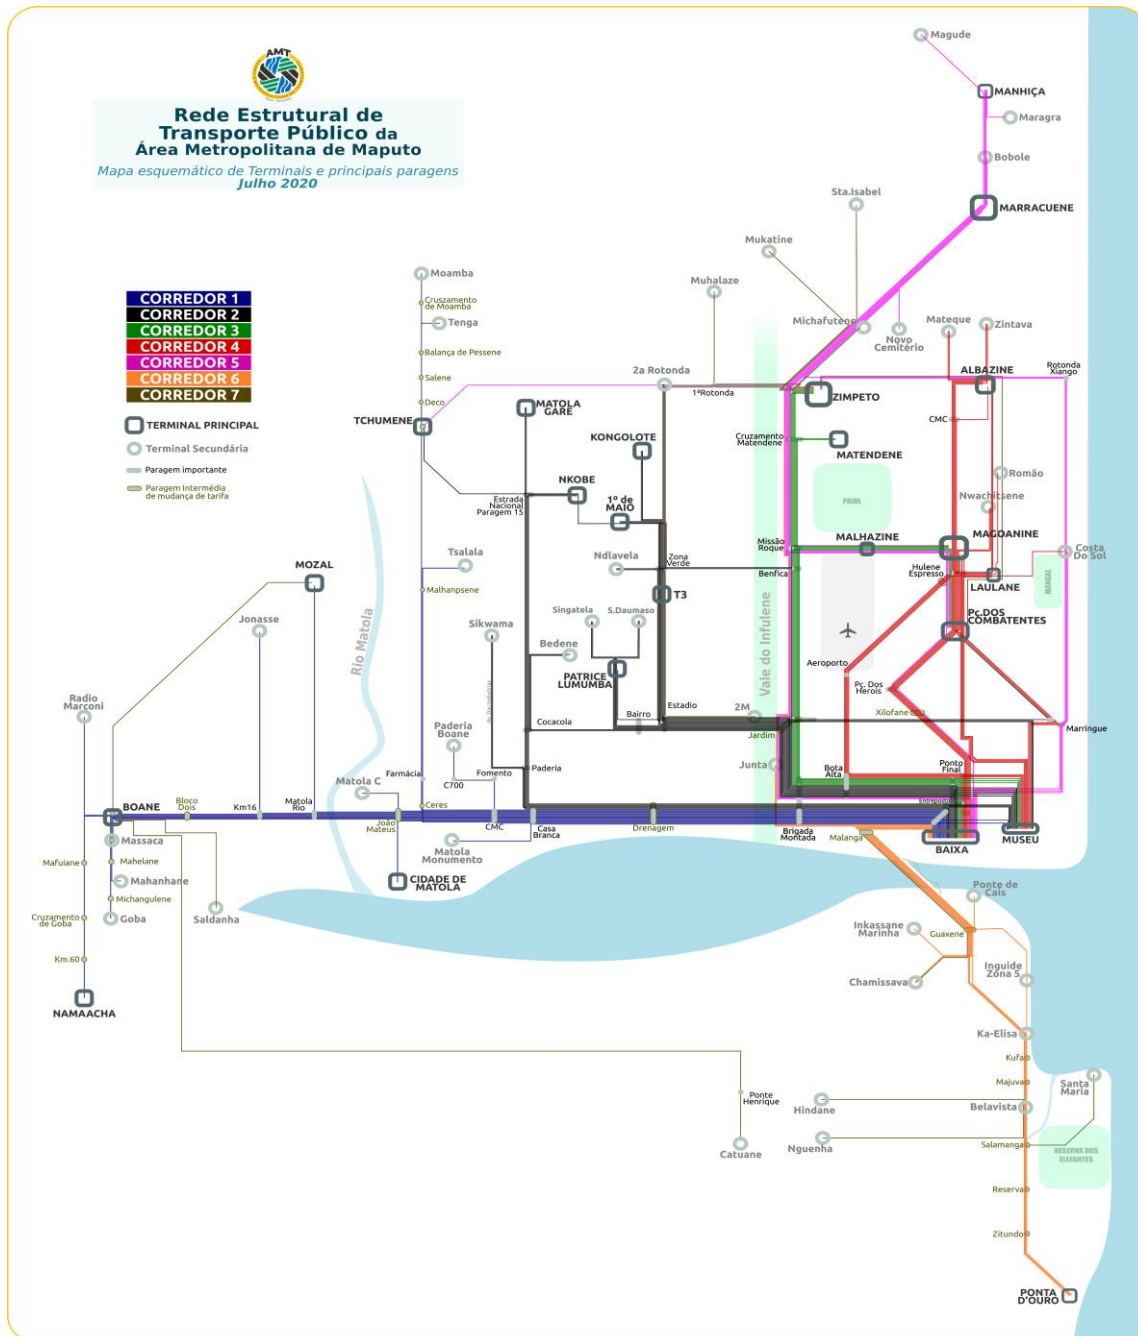 AMT
Rede Estrutural de
Transporte Público da
Área Metropolitana de Maputo
Mapa esquemático de Terminais e principais paragens
Julho 2020
CORREDOR 1
CORREDOR 2
CORREDOR 3
CORREDOR 4
CORREDOR 5
CORREDOR 6
CORREDOR 7
TERMINAL PRINCIPAL
Terminal Secundária
Paragem importante
Paragem Intermédia
de mudança de tarifa
Magude
MANHIÇA
Maragra
Bobole
MARRACUENE
Sta.Isabel
Mukatine
Muhalaze
Michafutene
Novo
Cemitério
Mateque
Zintava
Moamba
Cruszamento
de Moamba
Tenga
Balança de Pessene
Salene
Deco
TCHUMENE
2a Rotonda
1ªRotonda
ZIMPETO
ALBAZINE
Rotonda
Xiango
MATOLA
GARE
KONGOLOTE
Cruzamento
Matendene
MATENDENE
CMC
Romão
NKOBE
Estrada
Nacional
Paragem 15
1º de
MAIO
PAIOL
Nwachitsene
MAGOANINE
Missão
Roque
MALHAZINE
Costa
Do Sol
MOZAL
Tsalala
Ndlavela
Zona
Verde
Benfica
Hulene
Espresso
LAULANE
MANGAL
Malhanpsene
T3
Jonasse
Rio Matola
Sikwama
Singatela
S.Daumaso
Pç.DOS
COMBATENTES
Bedene
PATRICE
LUMUMBA
Vale do Infulene
Aeroporto
Pç. Dos
Herois
Radio
Marconi
Paderia
Boane
Cocacola
Bairro
Estadio
2M
Jardim
Xilofane
Marringue
Matola C
Farmácia
C700
Fomento
Paderia
Junta
Bota
Alta
Ponto
Final
BOANE
Bloco
Dois
Km16
Matola
Rio
João
Mateus
Ceres
CMC
Casa
Branca
Drenagem
Brigada
Montada
Malanga
Entreposto
BAIXA
MUSEU
Massaca
Mafuiane
Mahelane
Mahanhane
Michangulene
Cruzamento
de Goba
Goba
Saldanha
Km.60
NAMAACHA
Matola
Monumento
CIDADE DE
MATOLA
Ponte de
Cais
Inkassane
Marinha
Guaxene
Chamissava
Inguide
Zona 5
Ka-Elisa
Kufa
Majuva
Santa
Maria
Ponte
Henrique
Hindane
Belavista
Catuane
Nguenha
Salamanga
RESERVA DOS
ELEFANTES
Reserva
Zitundo
PONTA
D'OURO